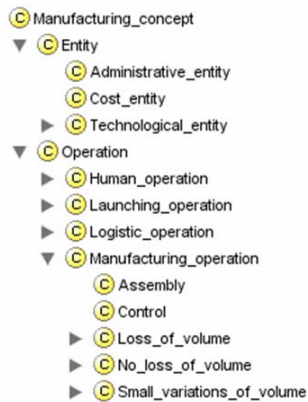 C Manufacturing_concept
C Entity
C Administrative_entity
C Cost_entity
C Technological_entity
C Operation
C Human_operation
C Launching_operation
C Logistic_operation
C Manufacturing_operation
C Assembly
C Control
C Loss_of_volume
C No_loss_of_volume
C Small_variations_of_volume